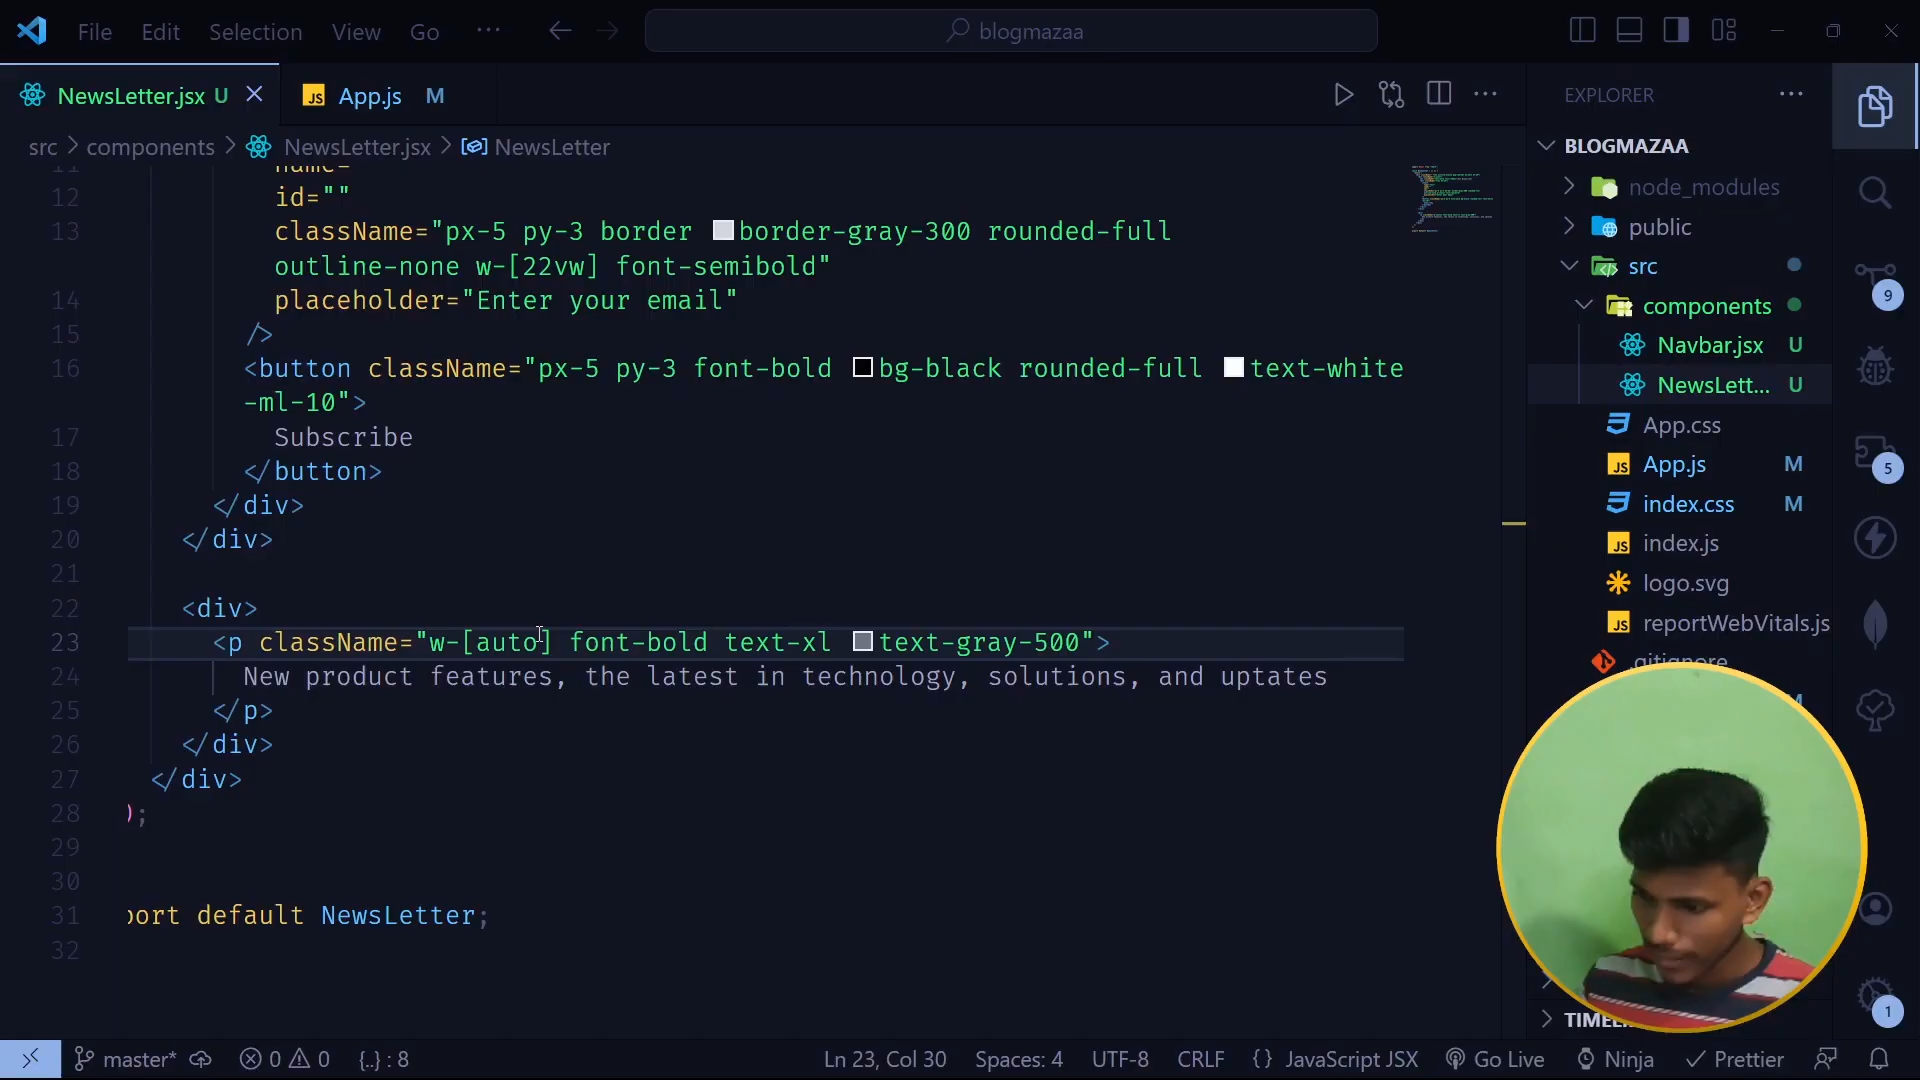 File Edit Selection View Go ··· blogmazaa
NewsLetter.jsx U App.js M
src > components > NewsLetter.jsx > NewsLetter
12 id=""
13 className="px-5 py-3 border border-gray-300 rounded-full
outline-none w-[22vw] font-semibold"
14 placeholder="Enter your email"
15 />
16 <button className="px-5 py-3 font-bold bg-black rounded-full text-white
-ml-10">
17 Subscribe
18 </button>
19 </div>
20 </div>
21
22 <div>
23 <p className="w-[auto] font-bold text-xl text-gray-500">
24 New product features, the latest in technology, solutions, and uptates
25 </p>
26 </div>
27 </div>
28 );
29
30
31 port default NewsLetter;
32
EXPLORER ···
BLOGMAZAA
node_modules
public
src
components
Navbar.jsx U
NewsLett... U
App.css
App.js M
index.css M
index.js
logo.svg
reportWebVitals.js
.gitignore
9
5
1
master* 0 0 {..} : 8 Ln 23, Col 30 Spaces: 4 UTF-8 CRLF {} JavaScript JSX Go Live Ninja Prettier